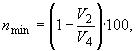 n_min = (1 − V_2/V_4) · 100,